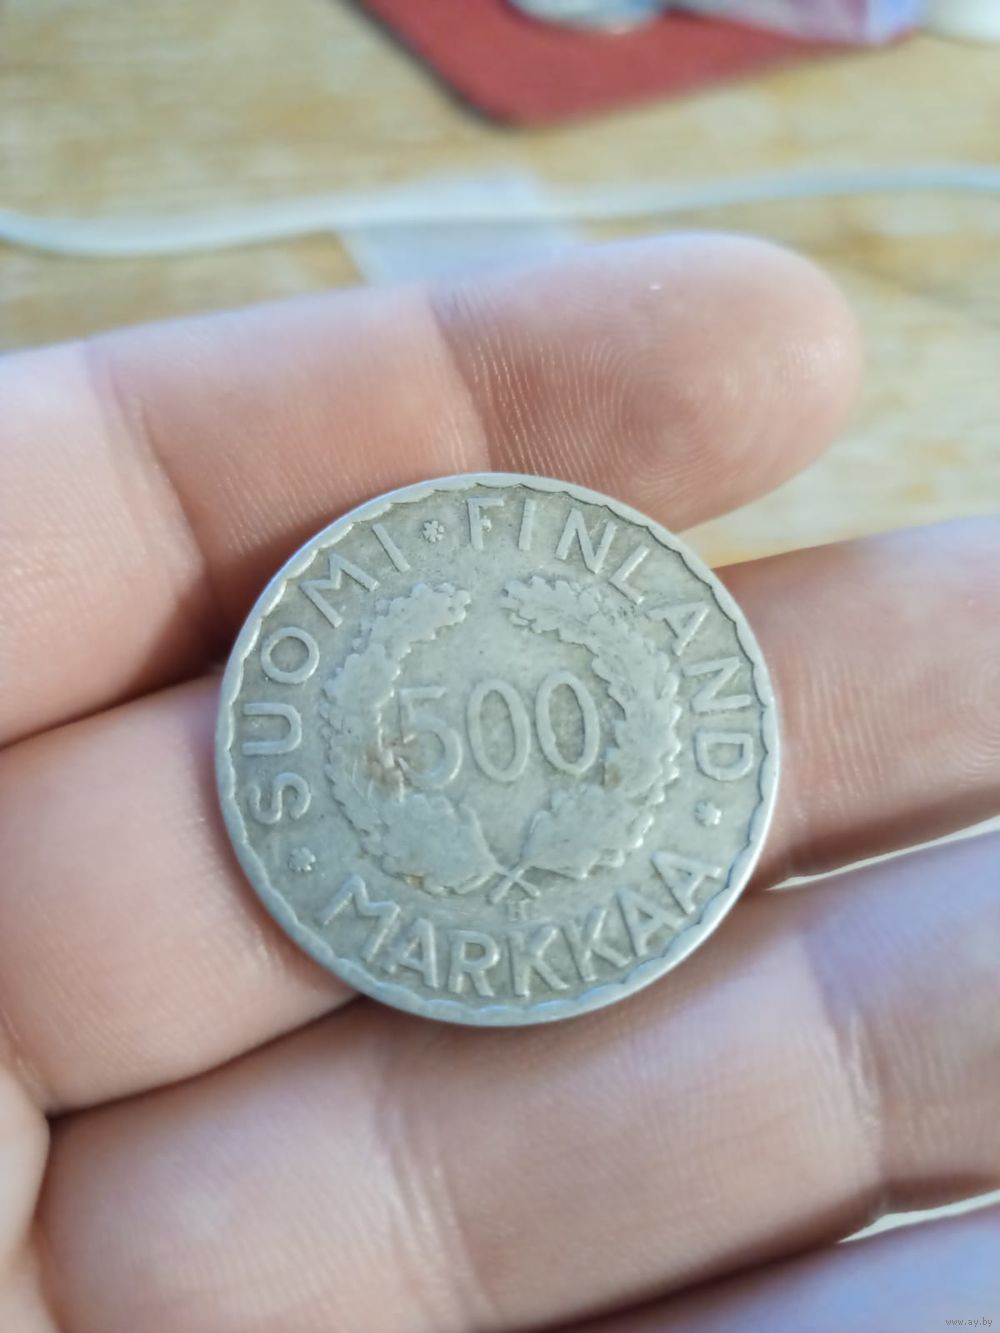 SUOMI * FINLAND * MARKKAA *
500
H
www.ay.by